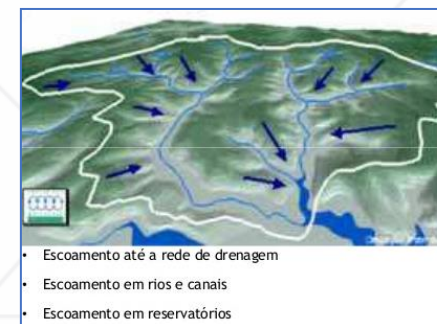 • Escoamento até a rede de drenagem
• Escoamento em rios e canais
• Escoamento em reservatórios